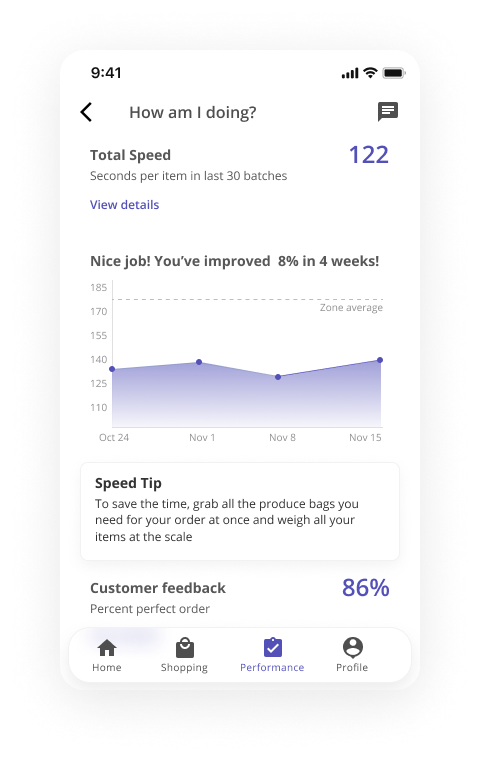 9:41
How am I doing?
Total Speed
122
Seconds per item in last 30 batches
View details
Nice job! You’ve improved  8% in 4 weeks!
185
170
155
140
125
110
Zone average
Oct 24
Nov 1
Nov 8
Nov 15
Speed Tip
To save the time, grab all the produce bags you
need for your order at once and weigh all your
items at the scale
Customer feedback
86%
Percent perfect order
Home
Shopping
Performance
Profile